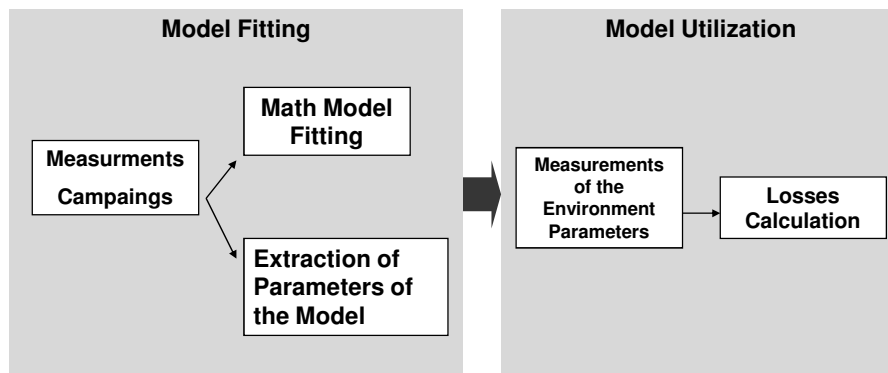 Model Fitting
Measurments
Campaings
Math Model
Fitting
Extraction of
Parameters of
the Model
Model Utilization
Measurements
of the
Environment
Parameters
Losses
Calculation